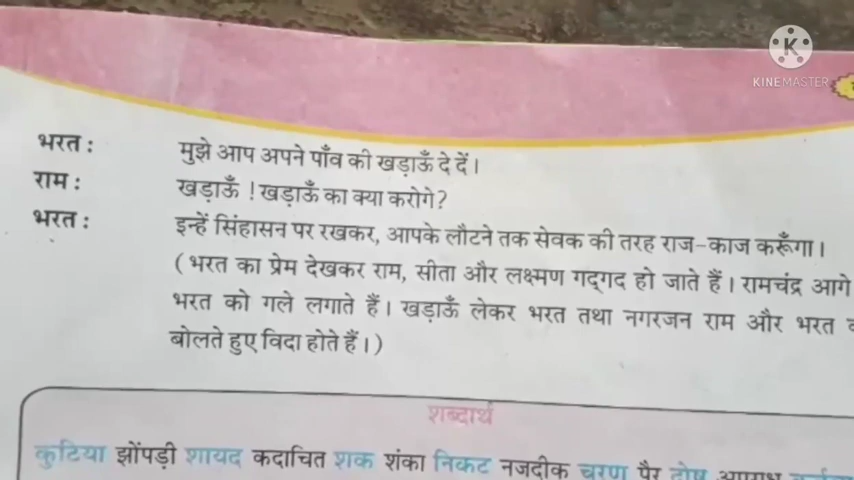 KINEMASTER
भरत : मुझे आप अपने पाँव की खड़ाऊँ दे दें।
राम : खड़ाऊँ ! खड़ाऊँ का क्या करोगे?
भरत : इन्हें सिंहासन पर रखकर, आपके लौटने तक सेवक की तरह राज-काज करूँगा।
(भरत का प्रेम देखकर राम, सीता और लक्ष्मण गद्‌गद हो जाते हैं। रामचंद्र आगे
भरत को गले लगाते हैं। खड़ाऊँ लेकर भरत तथा नगरजन राम और भरत
बोलते हुए विदा होते हैं।)
शब्दार्थ
कुटिया झोंपड़ी शायद कदाचित शक शंका निकट नजदीक चरण पैर दोष